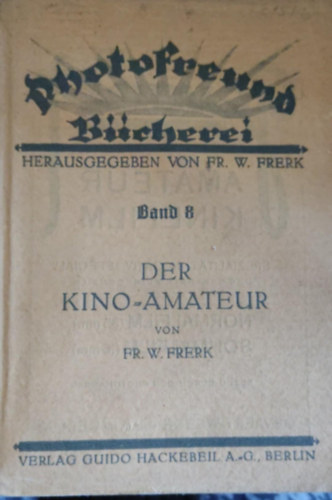 Photofreund
Bücherei
HERAUSGEGEBEN VON FR. W. FRERK
Band 8
DER
KINO-AMATEUR
VON
FR. W. FRERK
VERLAG GUIDO HACKEBEIL A.-G., BERLIN